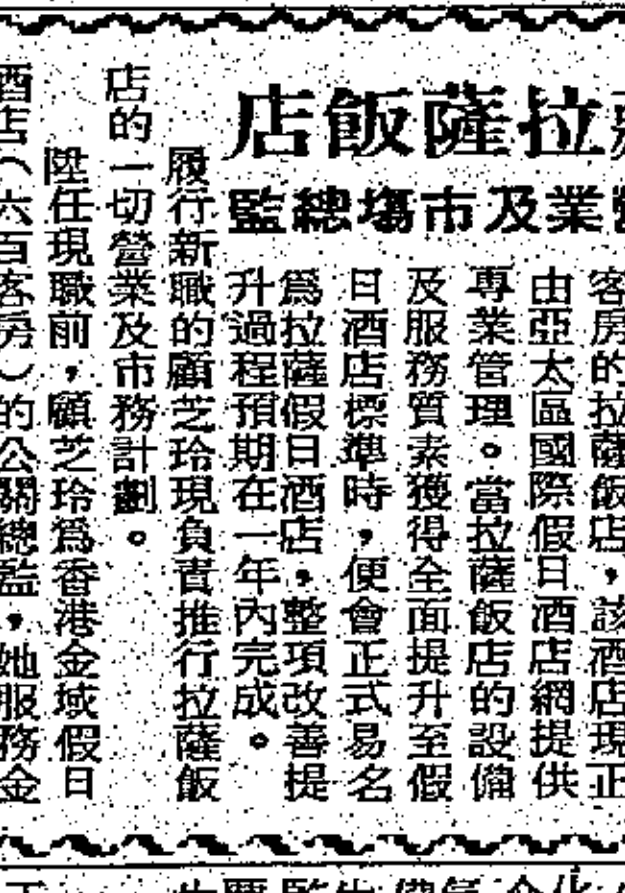 拉薩飯店
營業及市塲總監
客房的拉薩飯店，該酒店現正
由亞太區國際假日酒店網提供
專業管理。當拉薩飯店的設備
及服務質素獲得全面提升至假
日酒店標準時，便會正式易名
爲拉薩假日酒店，整項改善提
升過程預期在一年內完成。
履行新職的顧芝玲現負責推行拉薩飯
店的一切營業及市務計劃。
陞任現職前，顧芝玲爲香港金域假日
酒店（六百客房）的公關總監，她服務金